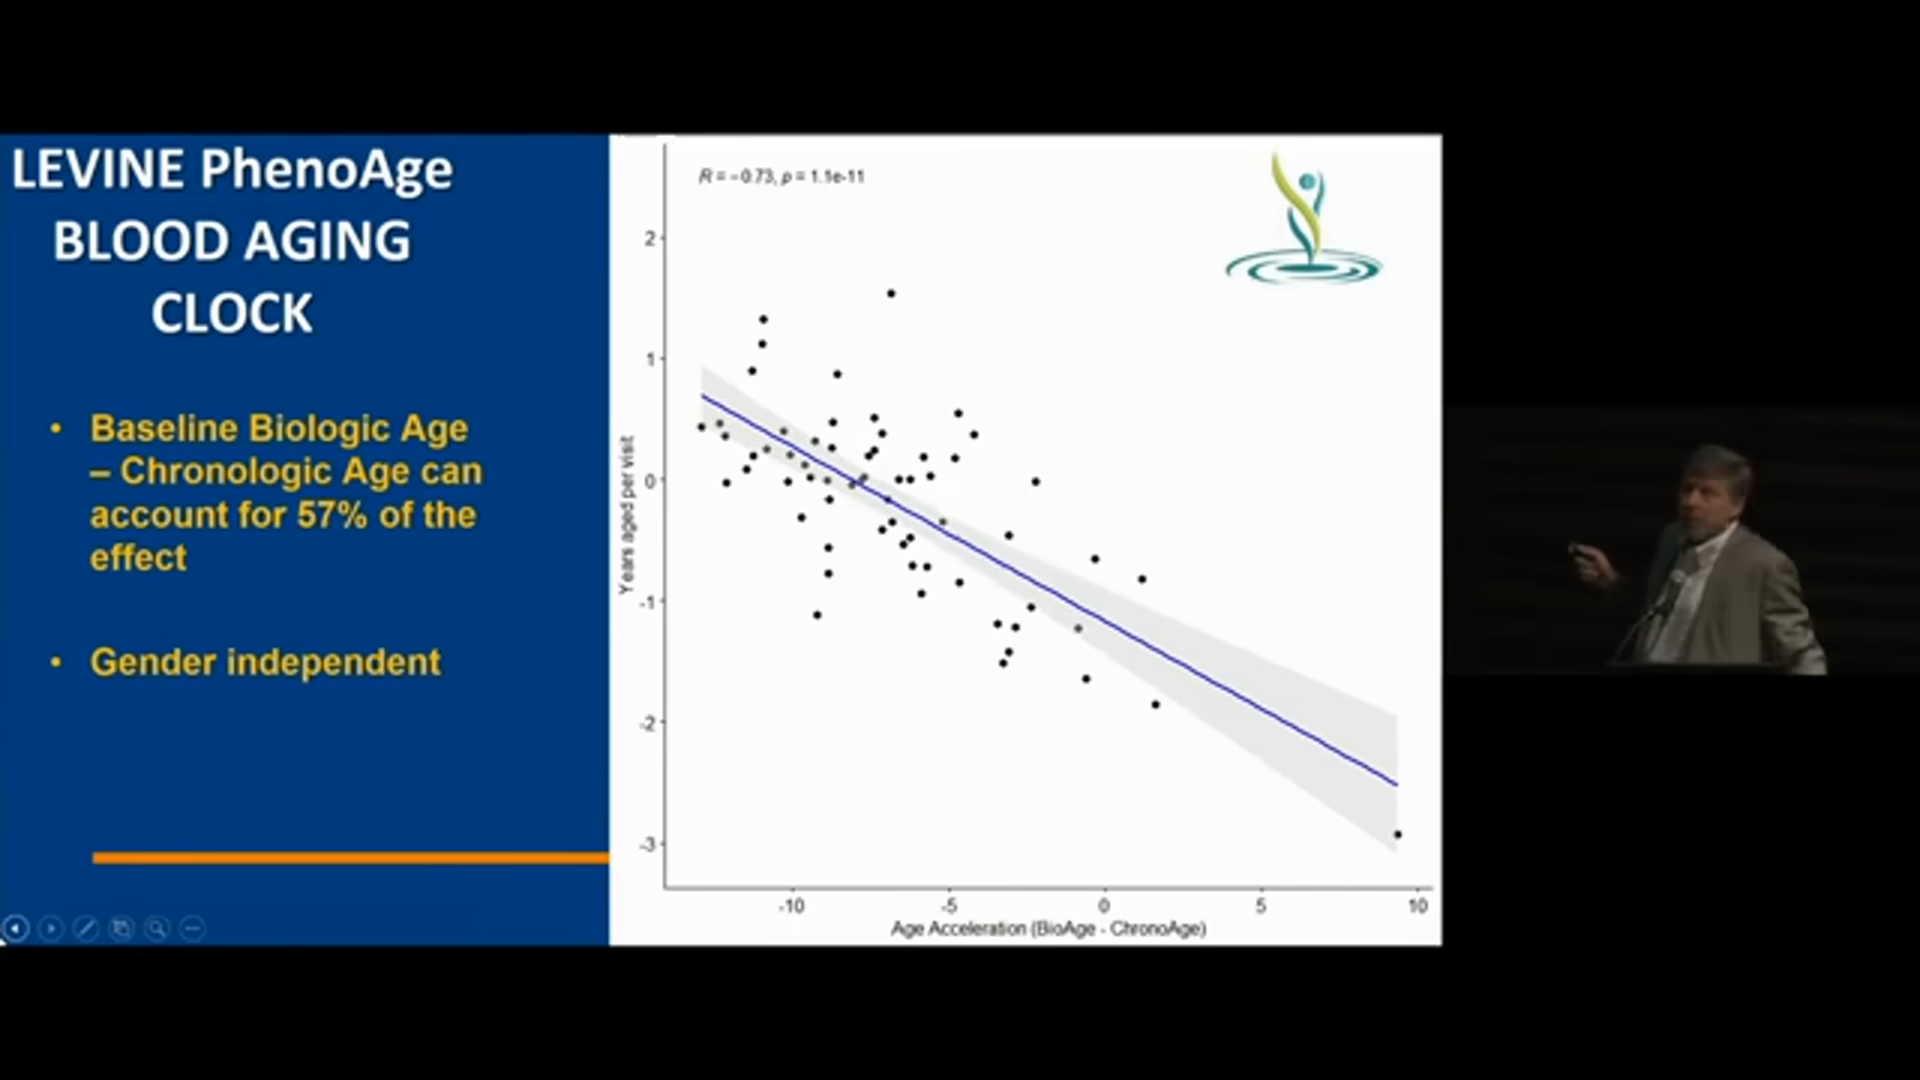 LEVINE PhenoAge
BLOOD AGING
CLOCK
• Baseline Biologic Age
– Chronologic Age can
account for 57% of the
effect
• Gender independent
R = -0.73, p = 1.1e-11
Years aged per visit
2
1
0
-1
-2
-3
-10
-5
0
5
10
Age Acceleration (BioAge - ChronoAge)